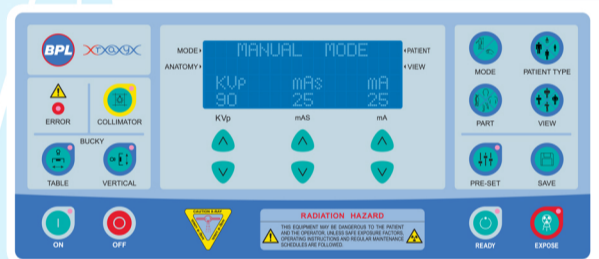 BPL
MODE
ANATOMY
MANUAL MODE
PATIENT
VIEW
KVp mAs mA
90 25 25
KVp mAS mA
ERROR
COLLIMATOR
BUCKY
TABLE
VERTICAL
MODE
PATIENT TYPE
PART
VIEW
PRE-SET
SAVE
ON
OFF
CAUTION X-RAY
RADIATION HAZARD
THIS EQUIPMENT MAY BE DANGEROUS TO THE PATIENT
AND THE OPERATOR, UNLESS SAFE EXPOSURE FACTORS,
OPERATING INSTRUCTIONS AND REGULAR MAINTENANCE
SCHEDULES ARE FOLLOWED.
READY
EXPOSE